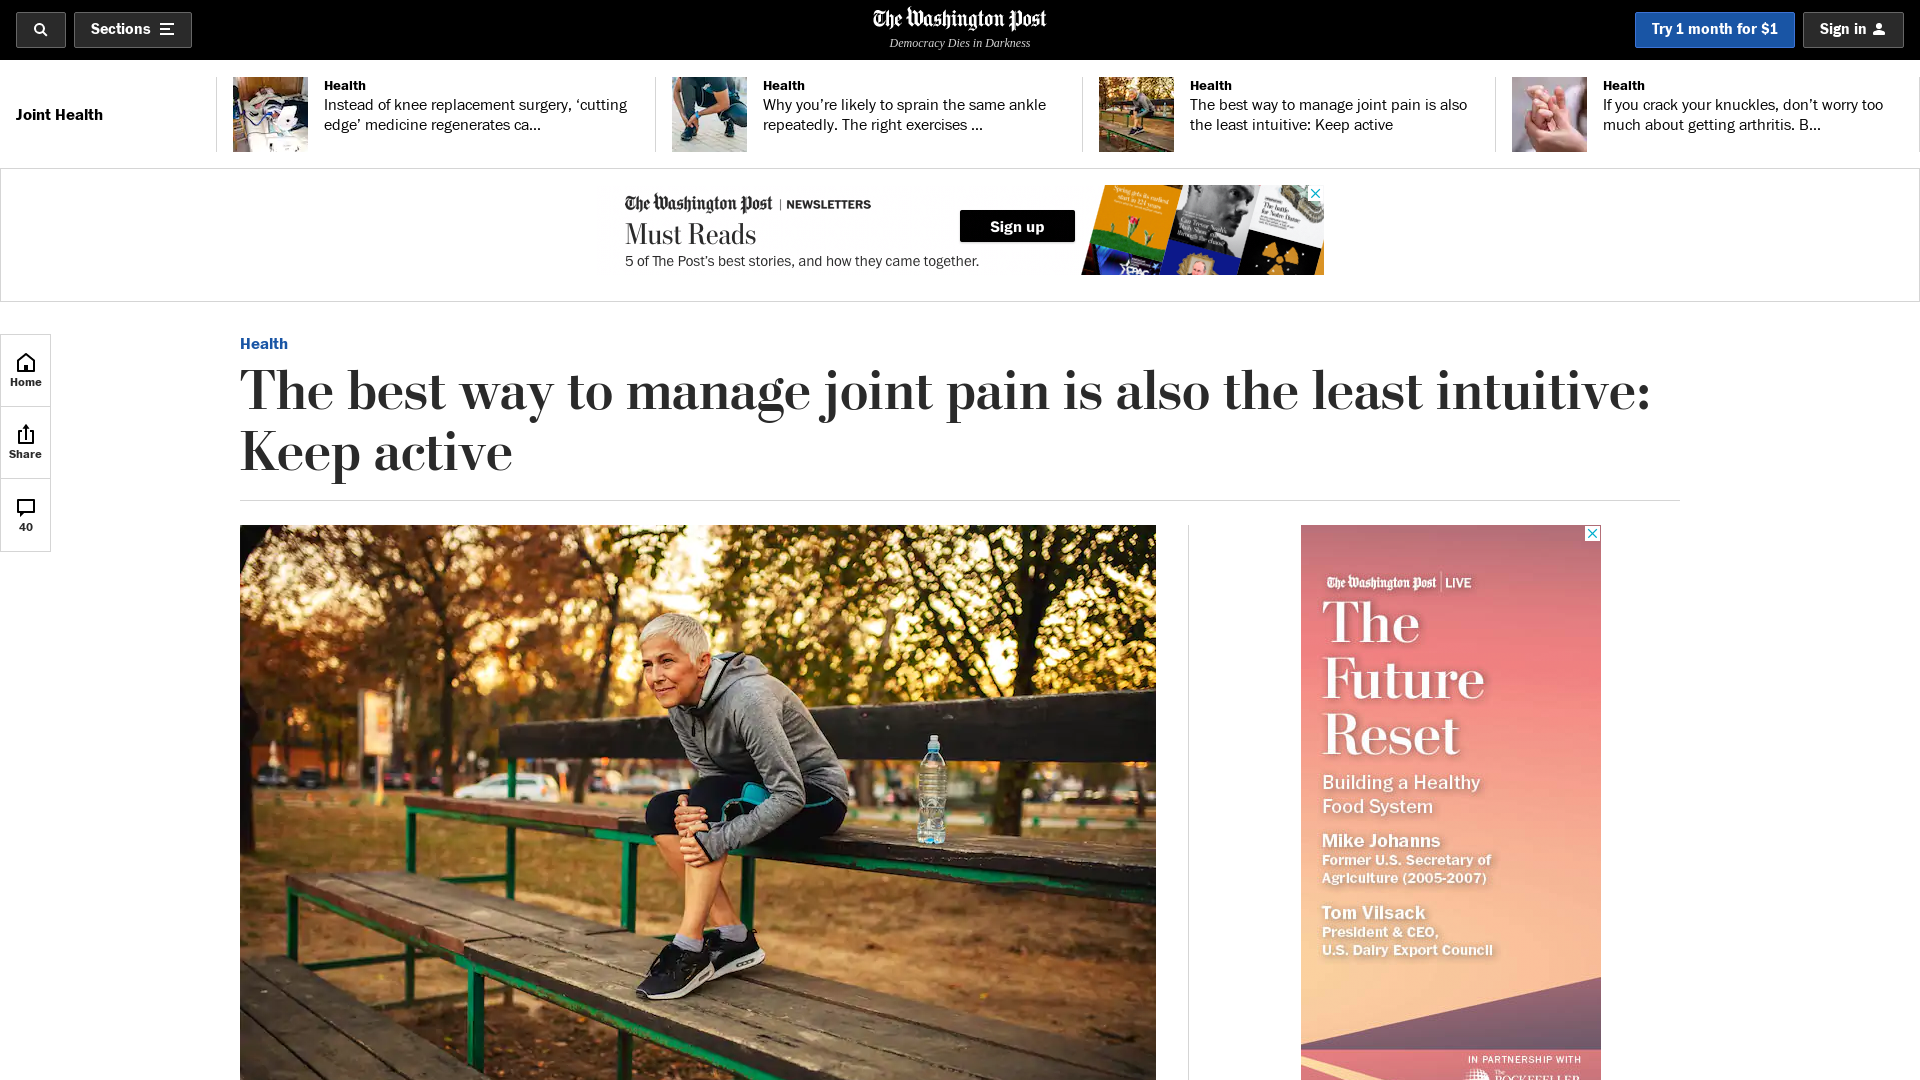 Sections
The Washington Post
Democracy Dies in Darkness
Try 1 month for $1
Sign in
Joint Health
Health
Instead of knee replacement surgery, ‘cutting
edge’ medicine regenerates ca...
Health
Why you’re likely to sprain the same ankle
repeatedly. The right exercises ...
Health
The best way to manage joint pain is also
the least intuitive: Keep active
Health
If you crack your knuckles, don’t worry too
much about getting arthritis. B...
The Washington Post | NEWSLETTERS
Must Reads
5 of The Post’s best stories, and how they came together.
Sign up
Home
Share
40
Health
The best way to manage joint pain is also the least intuitive:
Keep active
The Washington Post | LIVE
The
Future
Reset
Building a Healthy
Food System
Mike Johanns
Former U.S. Secretary of
Agriculture (2005-2007)
Tom Vilsack
President & CEO,
U.S. Dairy Export Council
IN PARTNERSHIP WITH
The
ROCKEFELLER